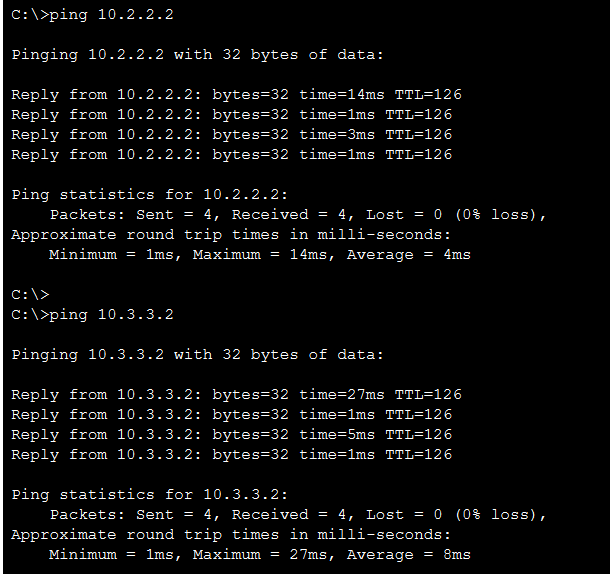 C:\>ping 10.2.2.2
Pinging 10.2.2.2 with 32 bytes of data:
Reply from 10.2.2.2: bytes=32 time=14ms TTL=126
Reply from 10.2.2.2: bytes=32 time=1ms TTL=126
Reply from 10.2.2.2: bytes=32 time=3ms TTL=126
Reply from 10.2.2.2: bytes=32 time=1ms TTL=126
Ping statistics for 10.2.2.2:
    Packets: Sent = 4, Received = 4, Lost = 0 (0% loss),
Approximate round trip times in milli-seconds:
    Minimum = 1ms, Maximum = 14ms, Average = 4ms
C:\>
C:\>ping 10.3.3.2
Pinging 10.3.3.2 with 32 bytes of data:
Reply from 10.3.3.2: bytes=32 time=27ms TTL=126
Reply from 10.3.3.2: bytes=32 time=1ms TTL=126
Reply from 10.3.3.2: bytes=32 time=5ms TTL=126
Reply from 10.3.3.2: bytes=32 time=1ms TTL=126
Ping statistics for 10.3.3.2:
    Packets: Sent = 4, Received = 4, Lost = 0 (0% loss),
Approximate round trip times in milli-seconds:
    Minimum = 1ms, Maximum = 27ms, Average = 8ms